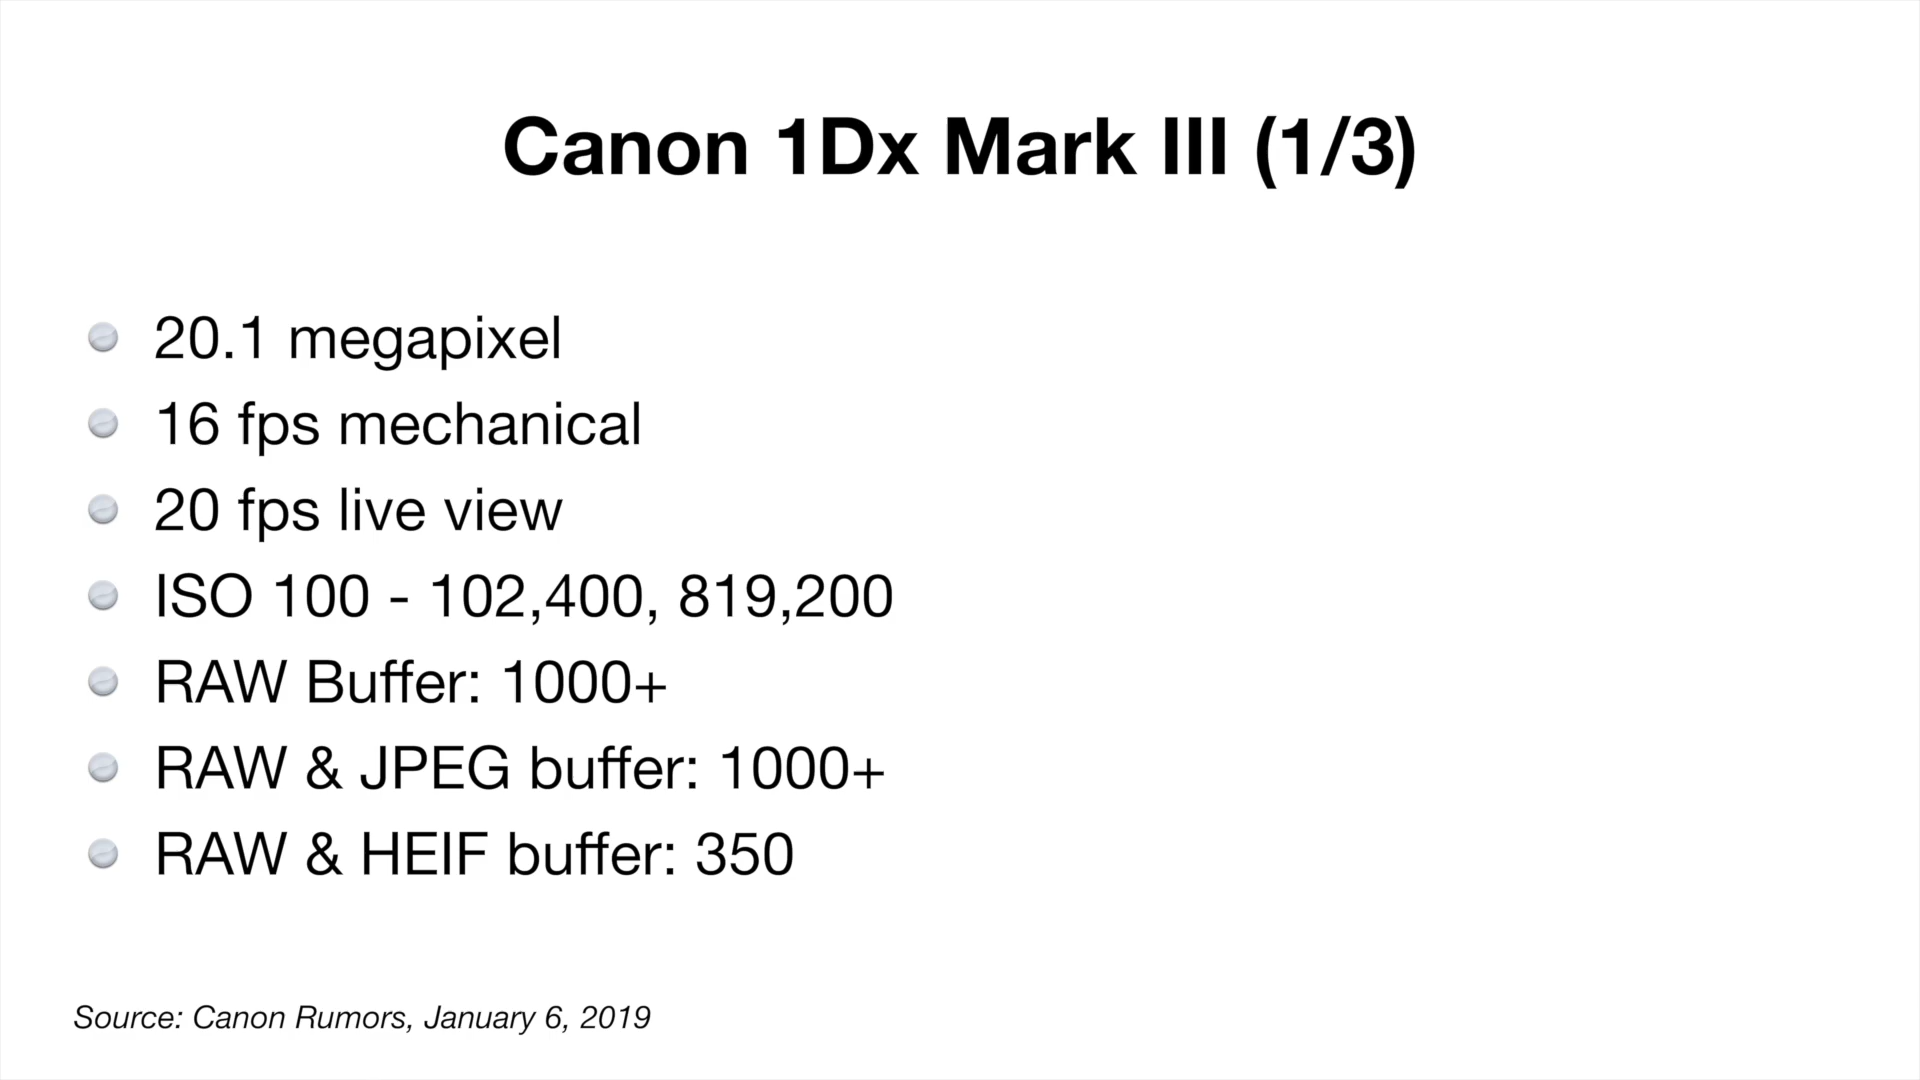 Canon 1Dx Mark III (1/3)
20.1 megapixel
16 fps mechanical
20 fps live view
ISO 100 - 102,400, 819,200
RAW Buffer: 1000+
RAW & JPEG buffer: 1000+
RAW & HEIF buffer: 350
Source: Canon Rumors, January 6, 2019